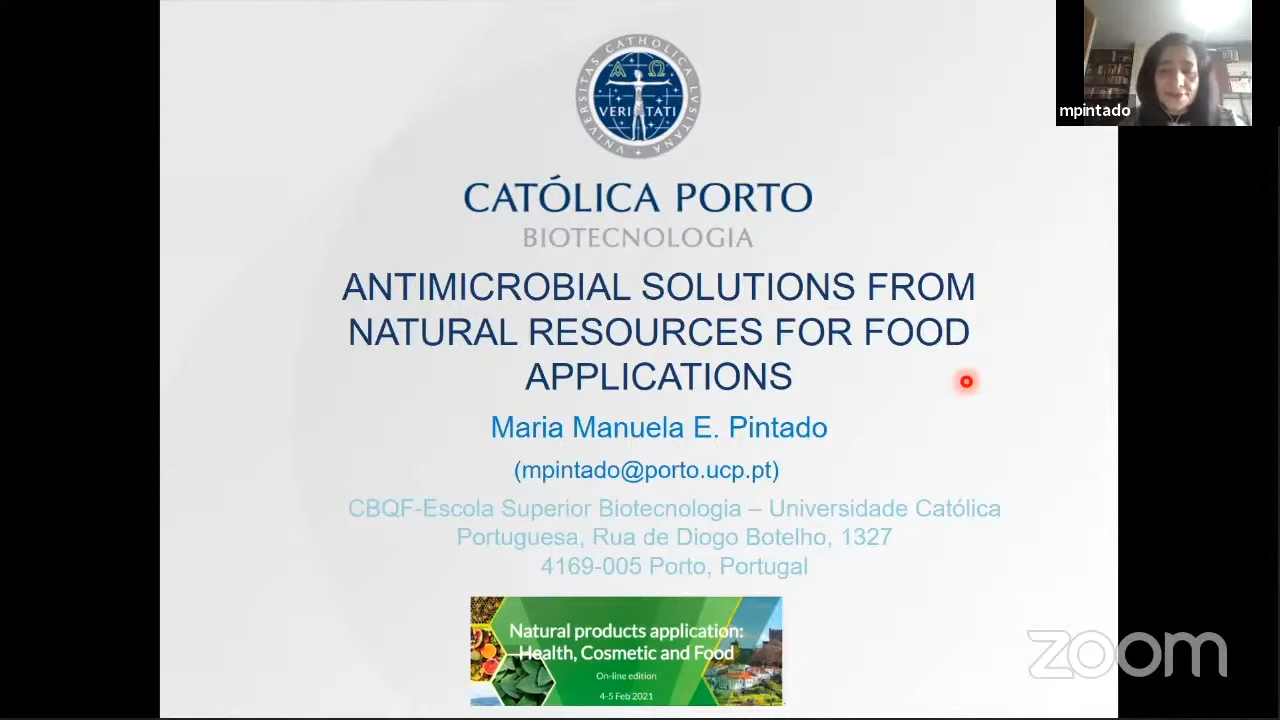 UNIVERSITAS CATHOLICA LVSITANA
A Ω
VERITATI
CATÓLICA PORTO
BIOTECNOLOGIA
mpintado
ANTIMICROBIAL SOLUTIONS FROM
NATURAL RESOURCES FOR FOOD
APPLICATIONS
Maria Manuela E. Pintado
(mpintado@porto.ucp.pt)
CBQF-Escola Superior Biotecnologia – Universidade Católica
Portuguesa, Rua de Diogo Botelho, 1327
4169-005 Porto, Portugal
Natural products application:
Health, Cosmetic and Food
On-line edition
4-5 Feb 2021
zoom